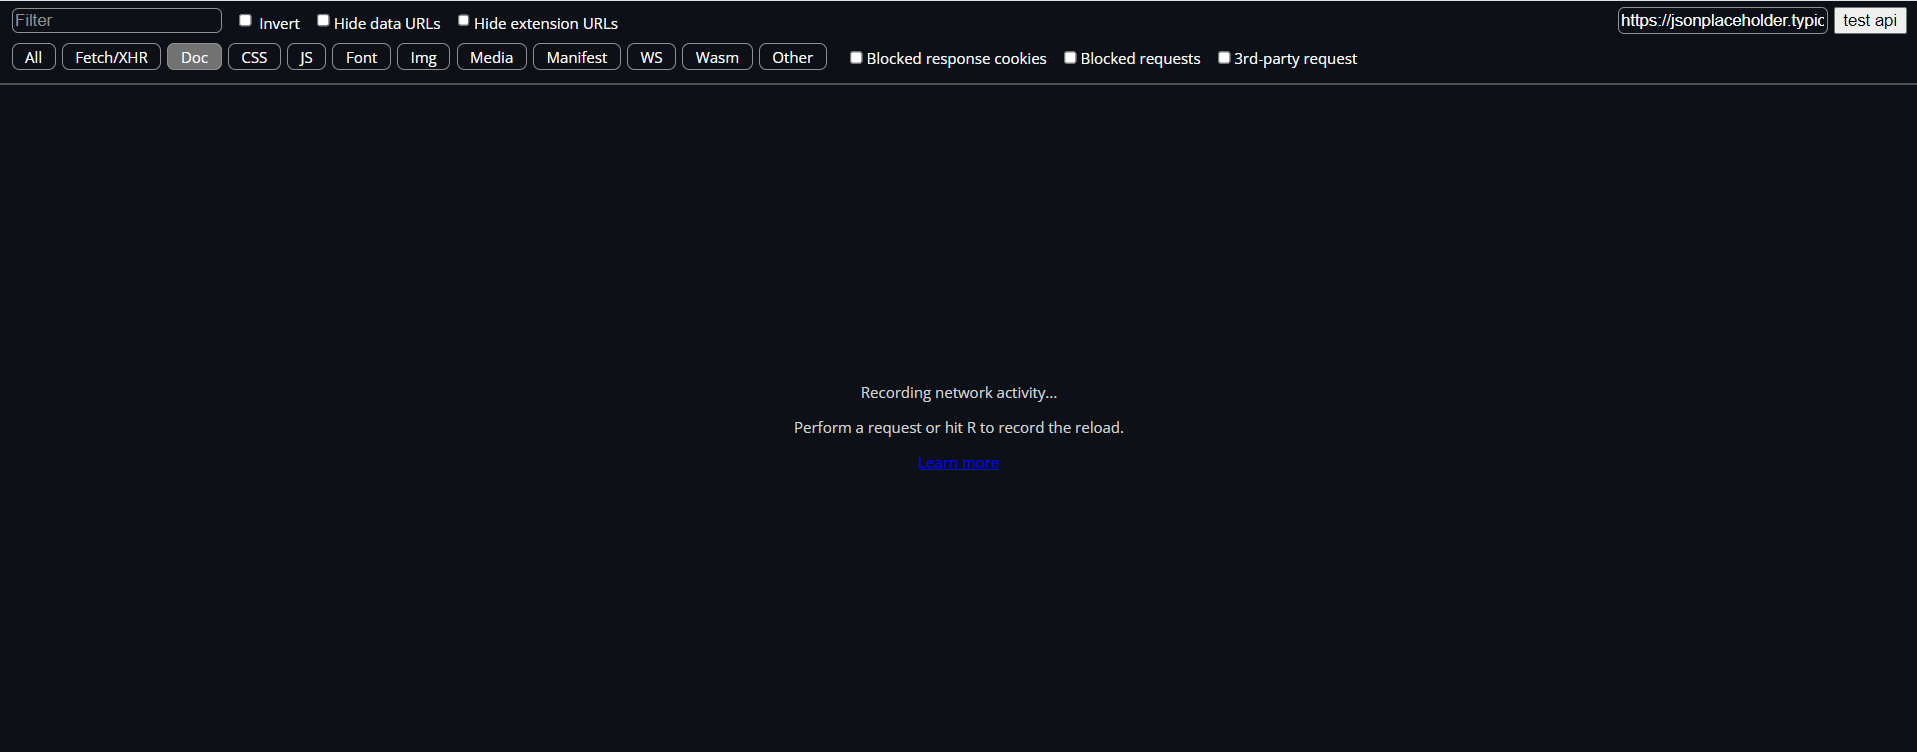 Filter Invert Hide data URLs Hide extension URLs https://jsonplaceholder.typic test api
All Fetch/XHR Doc CSS JS Font Img Media Manifest WS Wasm Other Blocked response cookies Blocked requests 3rd-party request
Recording network activity...
Perform a request or hit R to record the reload.
Learn more